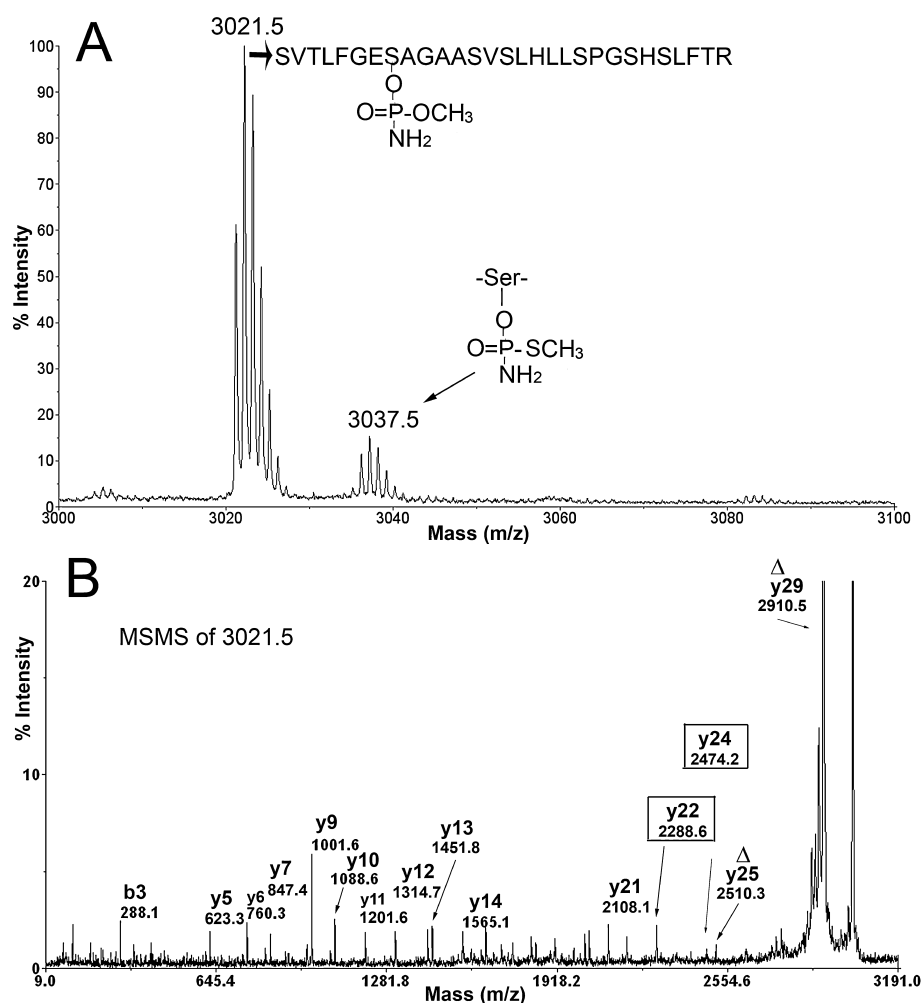 A
3021.5
SVTLFGESAGAASVSLHLLSPGSHSLFTR
O
O=P-OCH3
NH2
-Ser-
O
O=P-SCH3
NH2
3037.5
% Intensity
100
90
80
70
60
50
40
30
20
10
0
3000 3020 3040 3060 3080 3100
Mass (m/z)
B
MSMS of 3021.5
Δ
y29
2910.5
y24
2474.2
y22
2288.6
Δ
y25
2510.3
y13
1451.8
y9
1001.6
y10
1088.6
y12
1314.7
y7
847.4
b3
288.1
y5
623.3
y6
760.3
y11
1201.6
y14
1565.1
y21
2108.1
% Intensity
20
10
0
9.0 645.4 1281.8 1918.2 2554.6 3191.0
Mass (m/z)